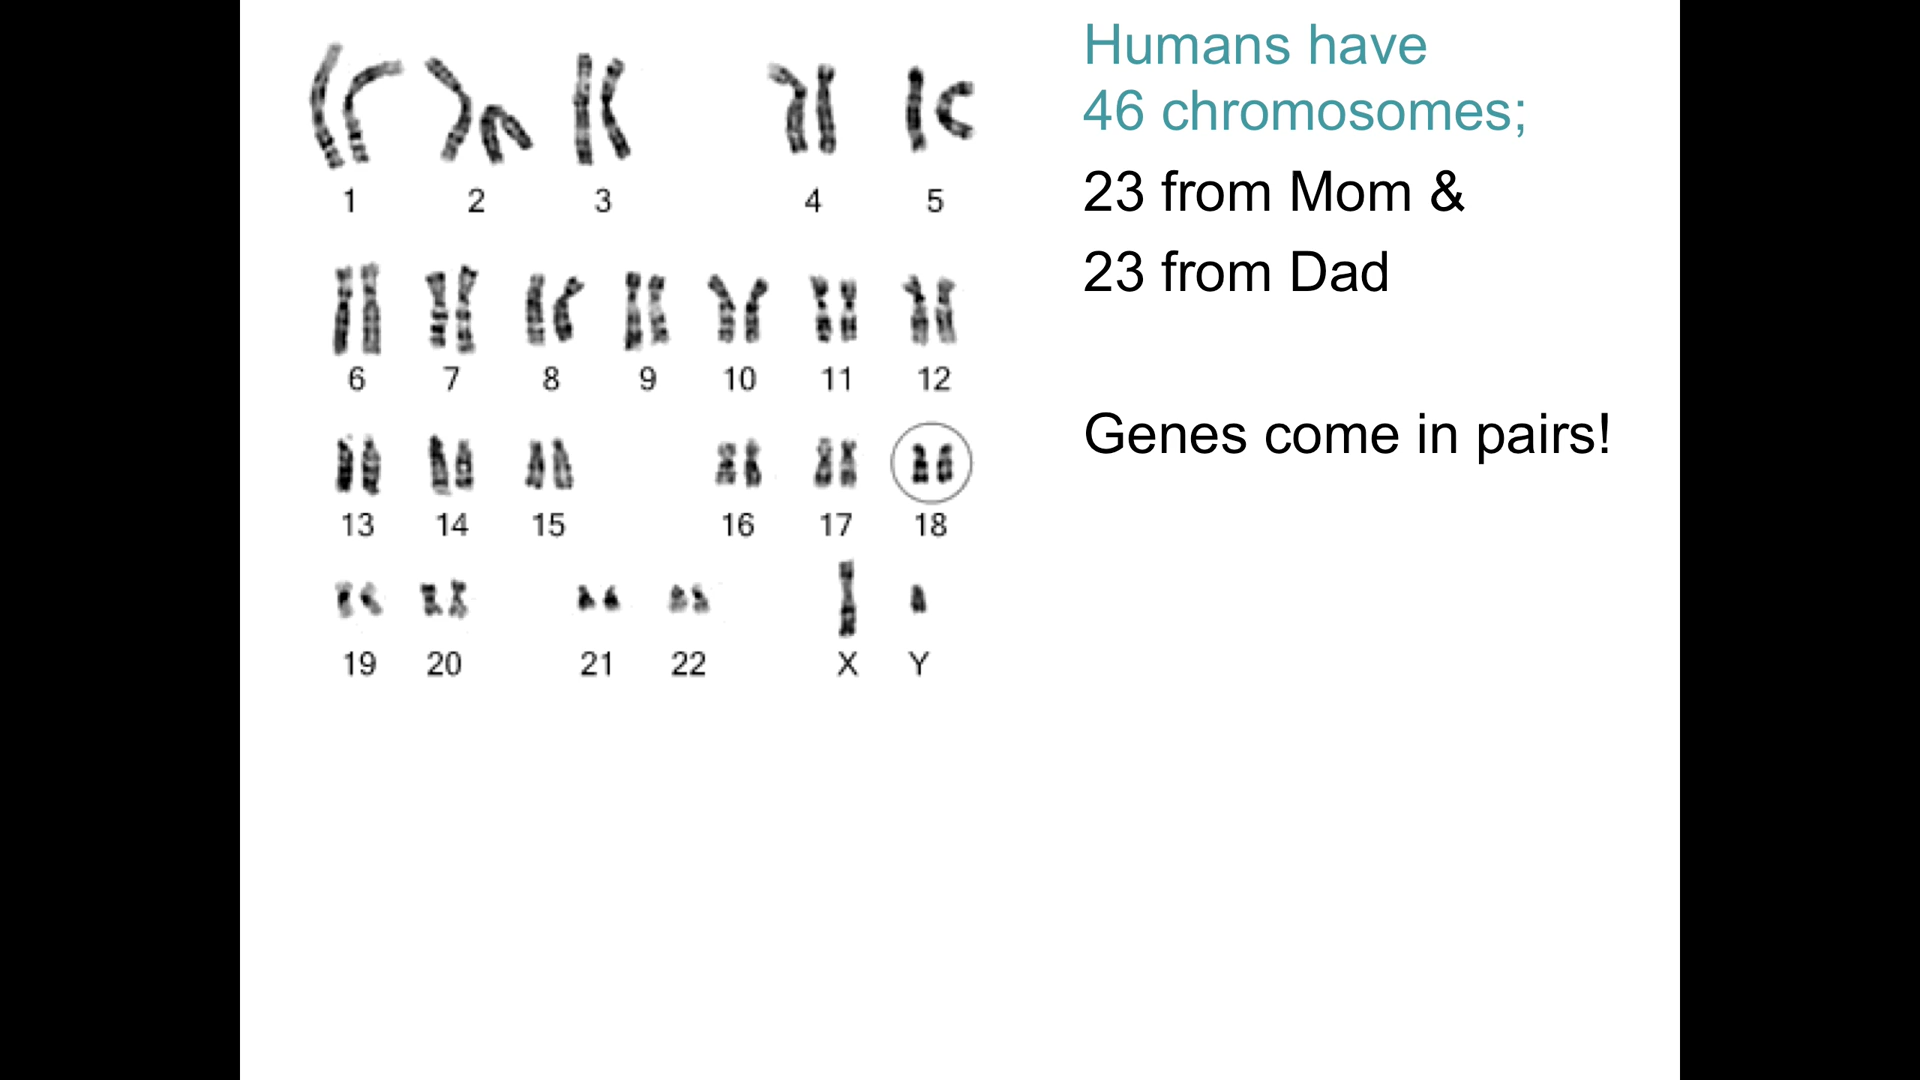 Humans have
46 chromosomes;
23 from Mom &
23 from Dad
Genes come in pairs!
1 2 3 4 5
6 7 8 9 10 11 12
13 14 15 16 17 18
19 20 21 22 X Y